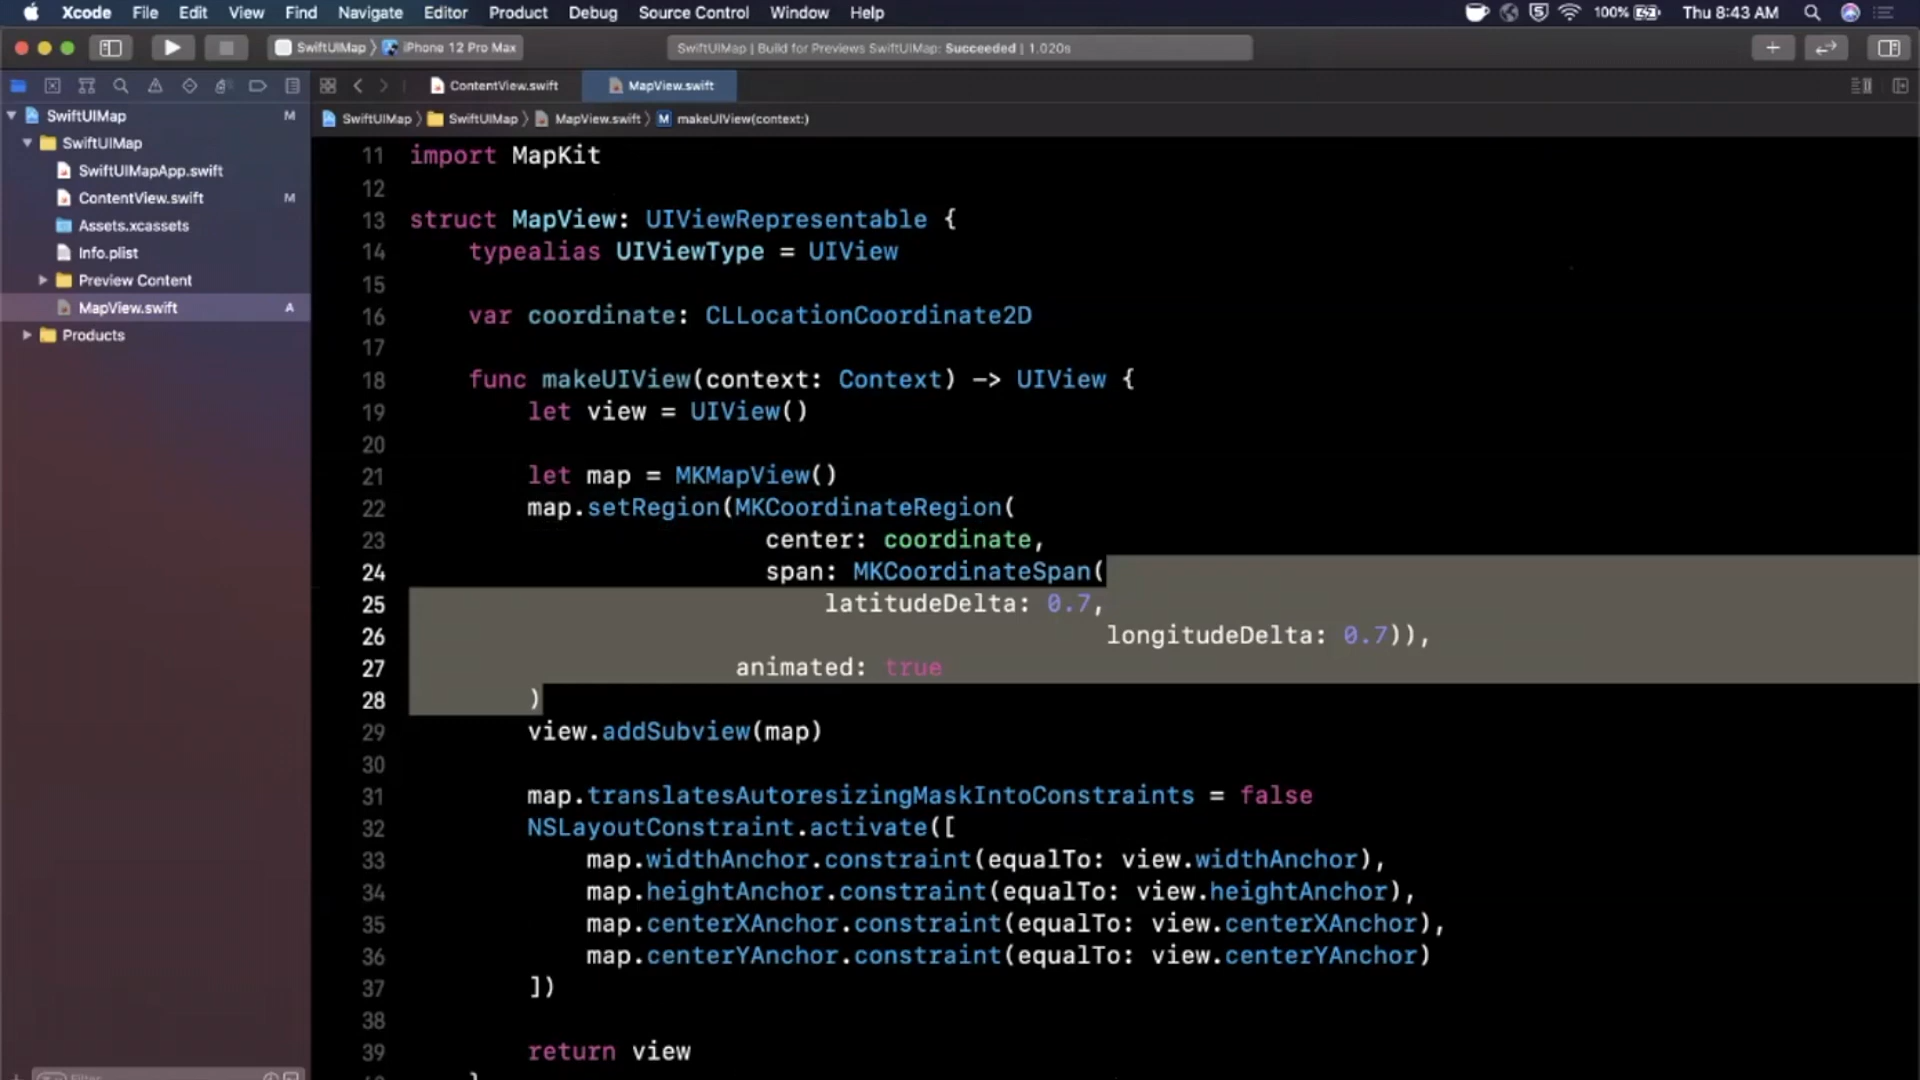 Xcode File Edit View Find Navigate Editor Product Debug Source Control Window Help 100% Thu 8:43 AM
SwiftUIMap 〉 iPhone 12 Pro Max SwiftUIMap | Build for Previews SwiftUIMap: Succeeded | 1.020s
ContentView.swift MapView.swift
SwiftUIMap 〉 SwiftUIMap 〉 MapView.swift 〉 M makeUIView(context:)
SwiftUIMap M
SwiftUIMap
SwiftUIMapApp.swift
ContentView.swift M
Assets.xcassets
Info.plist
Preview Content
MapView.swift A
Products
Filter
11 import MapKit
12
13 struct MapView: UIViewRepresentable {
14 typealias UIViewType = UIView
15
16 var coordinate: CLLocationCoordinate2D
17
18 func makeUIView(context: Context) -> UIView {
19 let view = UIView()
20
21 let map = MKMapView()
22 map.setRegion(MKCoordinateRegion(
23 center: coordinate,
24 span: MKCoordinateSpan(
25 latitudeDelta: 0.7,
26 longitudeDelta: 0.7)),
27 animated: true
28 )
29 view.addSubview(map)
30
31 map.translatesAutoresizingMaskIntoConstraints = false
32 NSLayoutConstraint.activate([
33 map.widthAnchor.constraint(equalTo: view.widthAnchor),
34 map.heightAnchor.constraint(equalTo: view.heightAnchor),
35 map.centerXAnchor.constraint(equalTo: view.centerXAnchor),
36 map.centerYAnchor.constraint(equalTo: view.centerYAnchor)
37 ])
38
39 return view